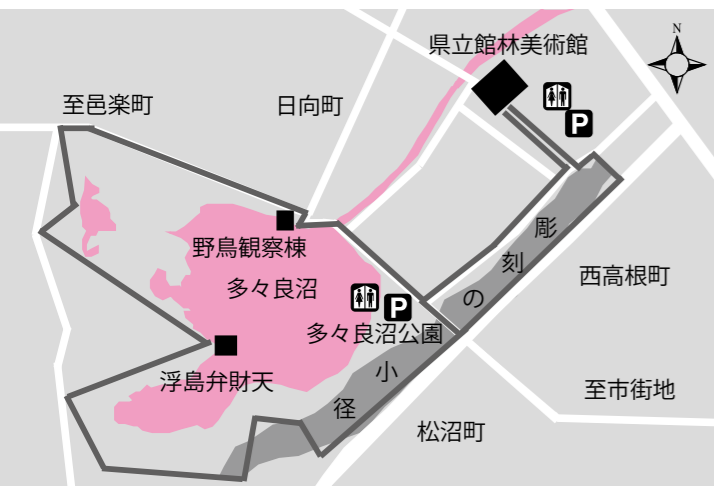 県立館林美術館
N
至邑楽町
日向町
P
彫刻の小径
野鳥観察棟
西高根町
多々良沼
P
多々良沼公園
浮島弁財天
至市街地
松沼町